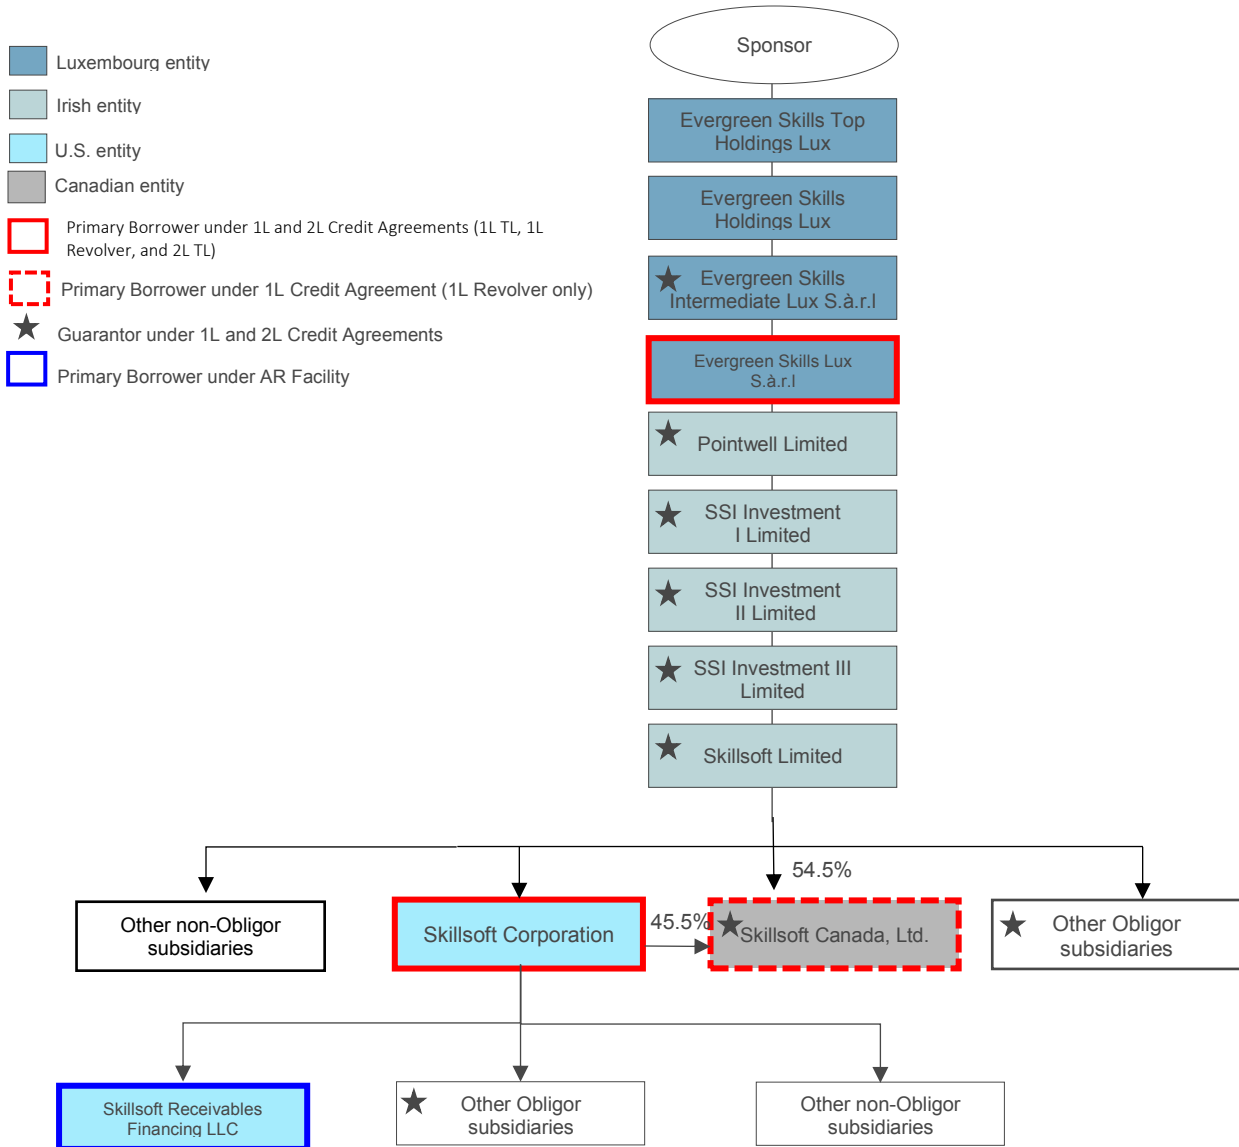 Sponsor
Luxembourg entity
Irish entity
U.S. entity
Canadian entity
Primary Borrower under 1L and 2L Credit Agreements (1L TL, 1L
Revolver, and 2L TL)
Primary Borrower under 1L Credit Agreement (1L Revolver only)
Guarantor under 1L and 2L Credit Agreements
Primary Borrower under AR Facility
Evergreen Skills Top
Holdings Lux
Evergreen Skills
Holdings Lux
Evergreen Skills
Intermediate Lux S.à.r.l
Evergreen Skills Lux
S.à.r.l
Pointwell Limited
SSI Investment
I Limited
SSI Investment
II Limited
SSI Investment III
Limited
Skillsoft Limited
54.5%
Other non-Obligor
subsidiaries
Skillsoft Corporation
45.5%
Skillsoft Canada, Ltd.
Other Obligor
subsidiaries
Skillsoft Receivables
Financing LLC
Other Obligor
subsidiaries
Other non-Obligor
subsidiaries